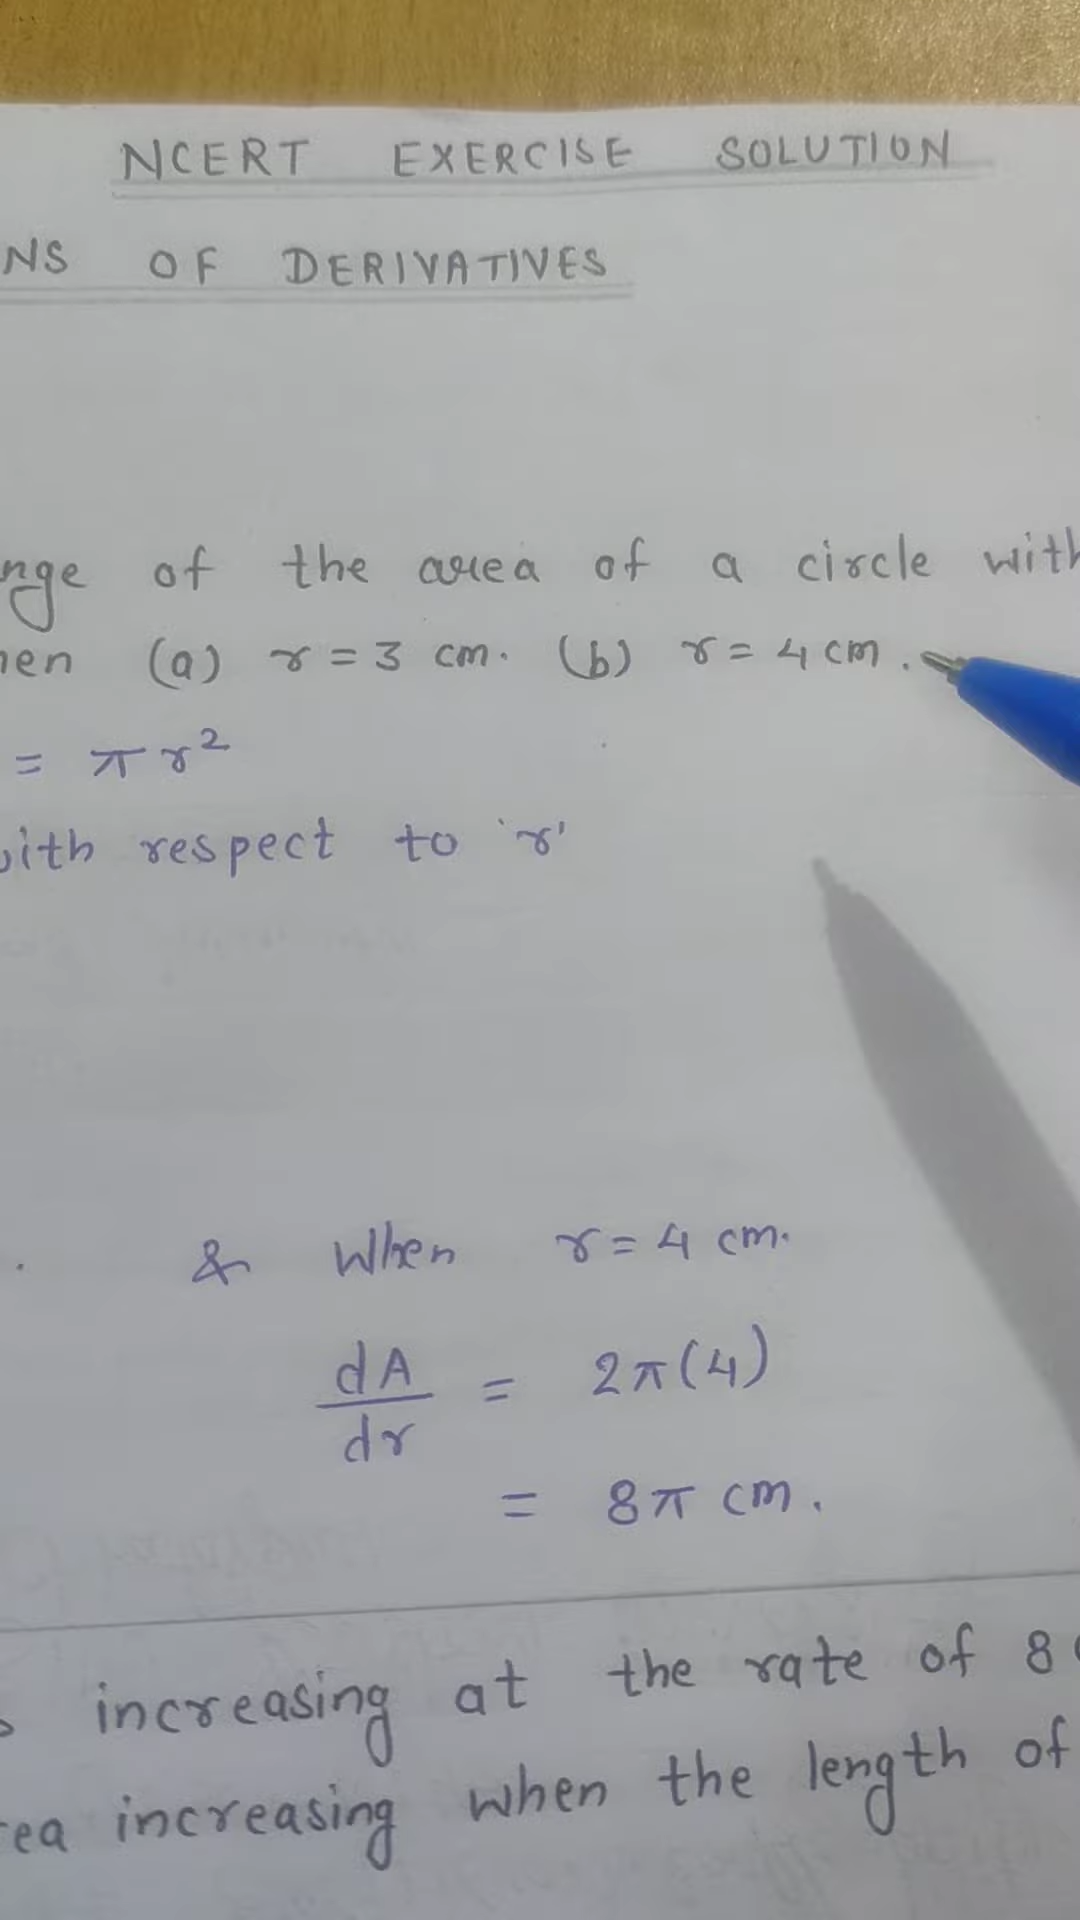 NCERT EXERCISE SOLUTION
NS OF DERIVATIVES
nge of the area of a circle with
en (a) r = 3 cm. (b) r = 4 cm.
= πr²
with respect to 'r'
& When r = 4 cm.
dA/dr = 2π(4)
= 8π cm.
increasing at the rate of 8
rea increasing when the length of